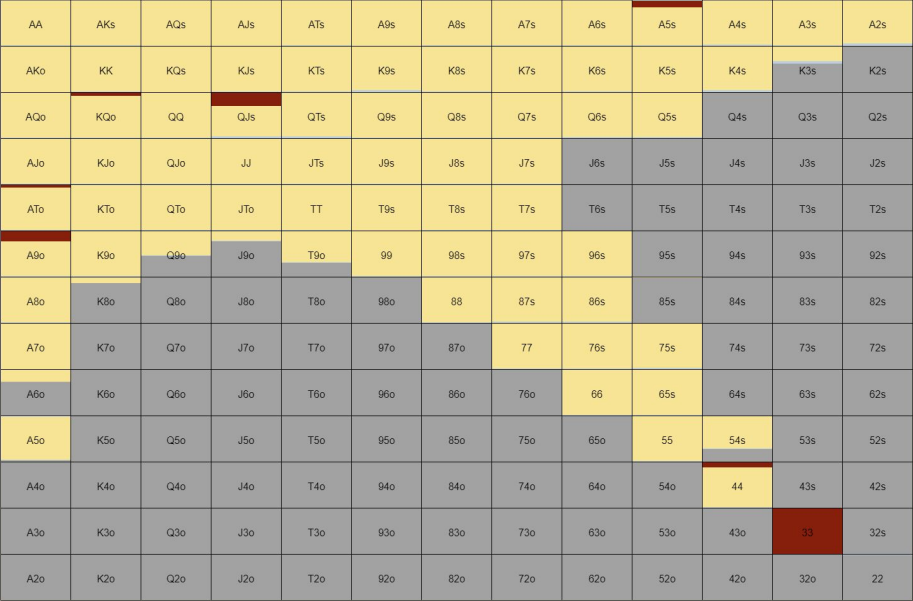 AA AKs AQs AJs ATs A9s A8s A7s A6s A5s A4s A3s A2s
AKo KK KQs KJs KTs K9s K8s K7s K6s K5s K4s K3s K2s
AQo KQo QQ QJs QTs Q9s Q8s Q7s Q6s Q5s Q4s Q3s Q2s
AJo KJo QJo JJ JTs J9s J8s J7s J6s J5s J4s J3s J2s
ATo KTo QTo JTo TT T9s T8s T7s T6s T5s T4s T3s T2s
A9o K9o Q9o J9o T9o 99 98s 97s 96s 95s 94s 93s 92s
A8o K8o Q8o J8o T8o 98o 88 87s 86s 85s 84s 83s 82s
A7o K7o Q7o J7o T7o 97o 87o 77 76s 75s 74s 73s 72s
A6o K6o Q6o J6o T6o 96o 86o 76o 66 65s 64s 63s 62s
A5o K5o Q5o J5o T5o 95o 85o 75o 65o 55 54s 53s 52s
A4o K4o Q4o J4o T4o 94o 84o 74o 64o 54o 44 43s 42s
A3o K3o Q3o J3o T3o 93o 83o 73o 63o 53o 43o 33 32s
A2o K2o Q2o J2o T2o 92o 82o 72o 62o 52o 42o 32o 22